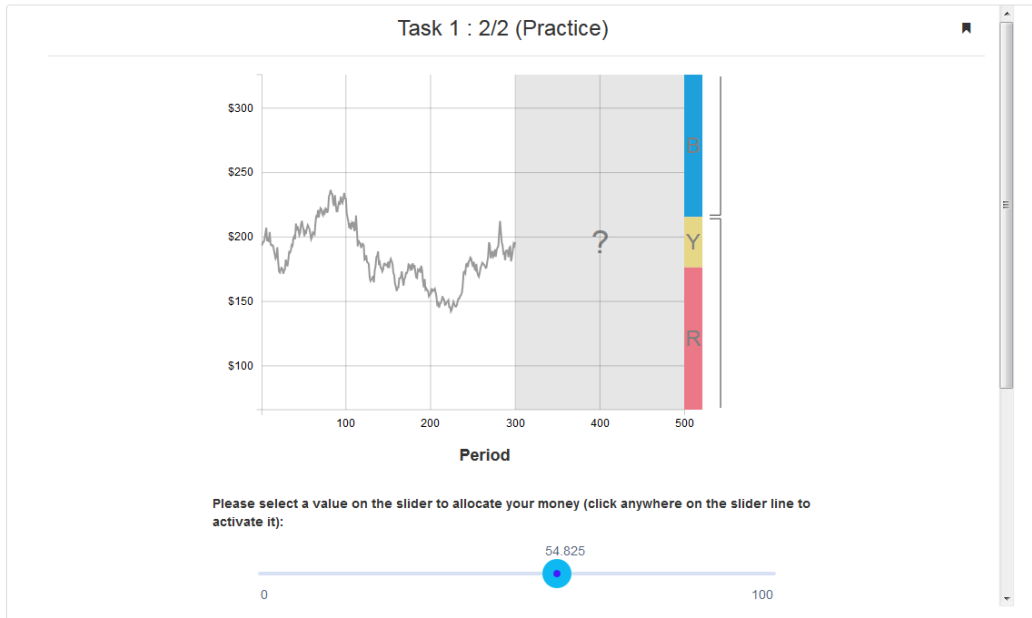 Task 1 : 2/2 (Practice)
$300
B
$250
$200
?
Y
$150
R
$100
100 200 300 400 500
Period
Please select a value on the slider to allocate your money (click anywhere on the slider line to
activate it):
54.825
0 100